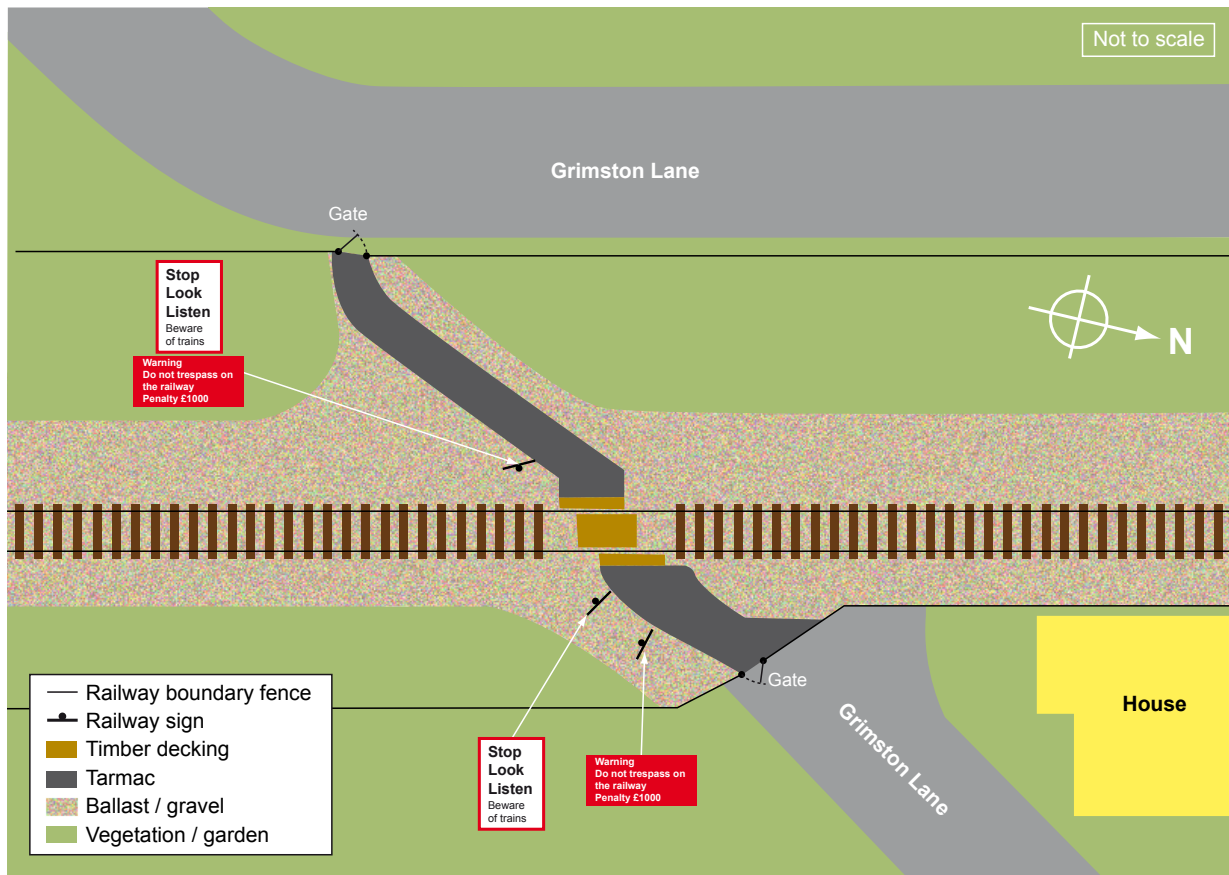 Not to scale
Grimston Lane
Gate
Stop
Look
Listen
Beware
of trains
Warning
Do not trespass on
the railway
Penalty £1000
N
Gate
Grimston Lane
House
Railway boundary fence
Railway sign
Timber decking
Tarmac
Ballast / gravel
Vegetation / garden
Stop
Look
Listen
Beware
of trains
Warning
Do not trespass on
the railway
Penalty £1000